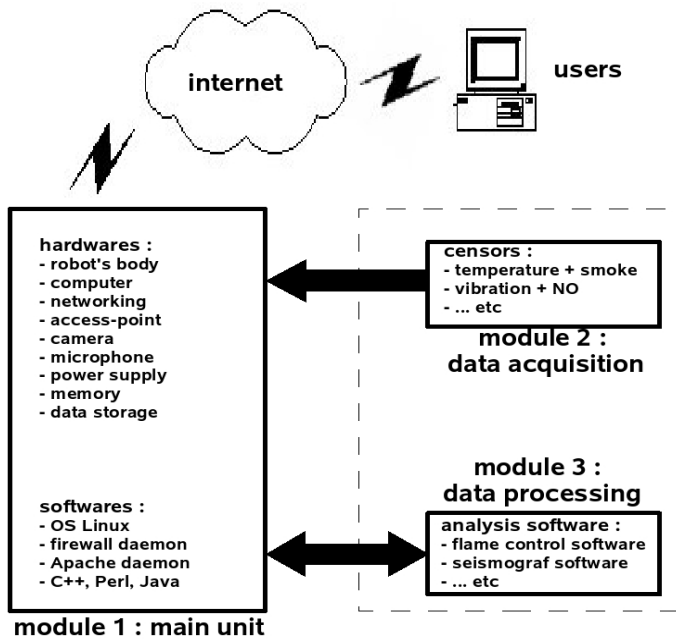 internet
users
hardwares :
- robot's body
- computer
- networking
- access-point
- camera
- microphone
- power supply
- memory
- data storage
softwares :
- OS Linux
- firewall daemon
- Apache daemon
- C++, Perl, Java
module 1 : main unit
censors :
- temperature + smoke
- vibration + NO
- ... etc
module 2 :
data acquisition
module 3 :
data processing
analysis software :
- flame control software
- seismograf software
- ... etc